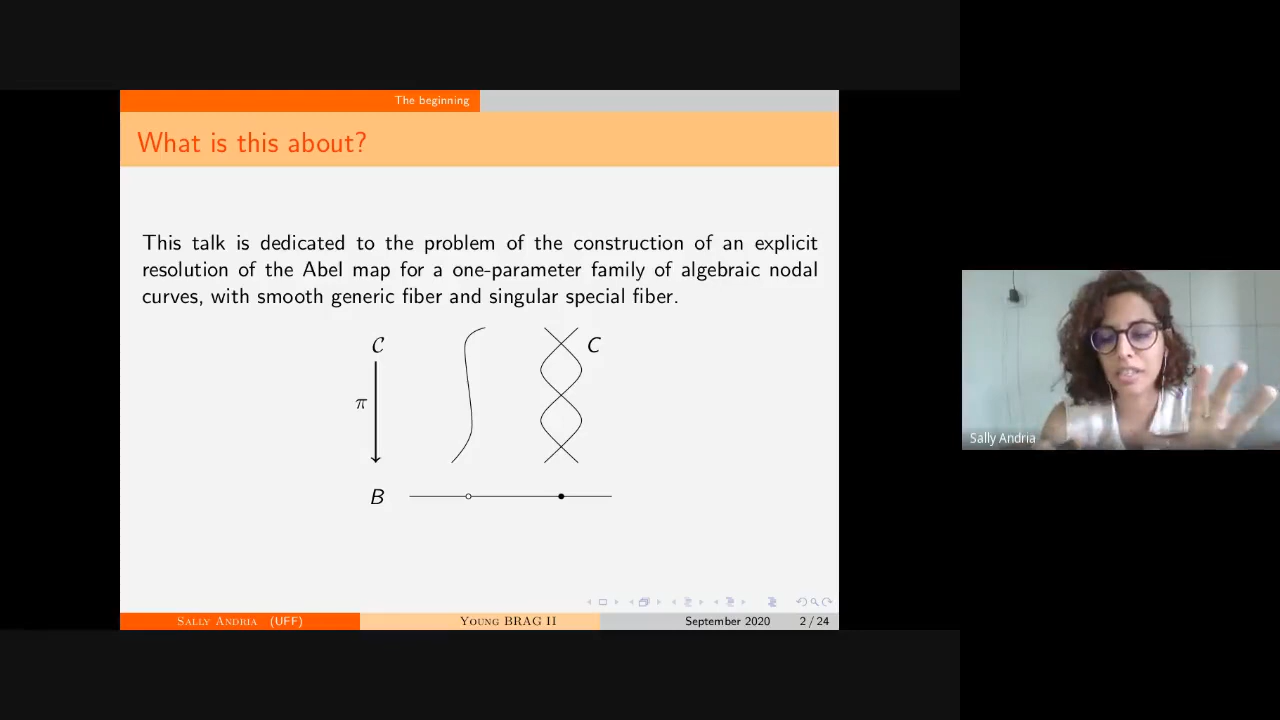 The beginning
What is this about?
This talk is dedicated to the problem of the construction of an explicit
resolution of the Abel map for a one-parameter family of algebraic nodal
curves, with smooth generic fiber and singular special fiber.
𝒞
C
π
B
Sally Andria (UFF)
Young BRAG II
September 2020
2 / 24
Sally Andria